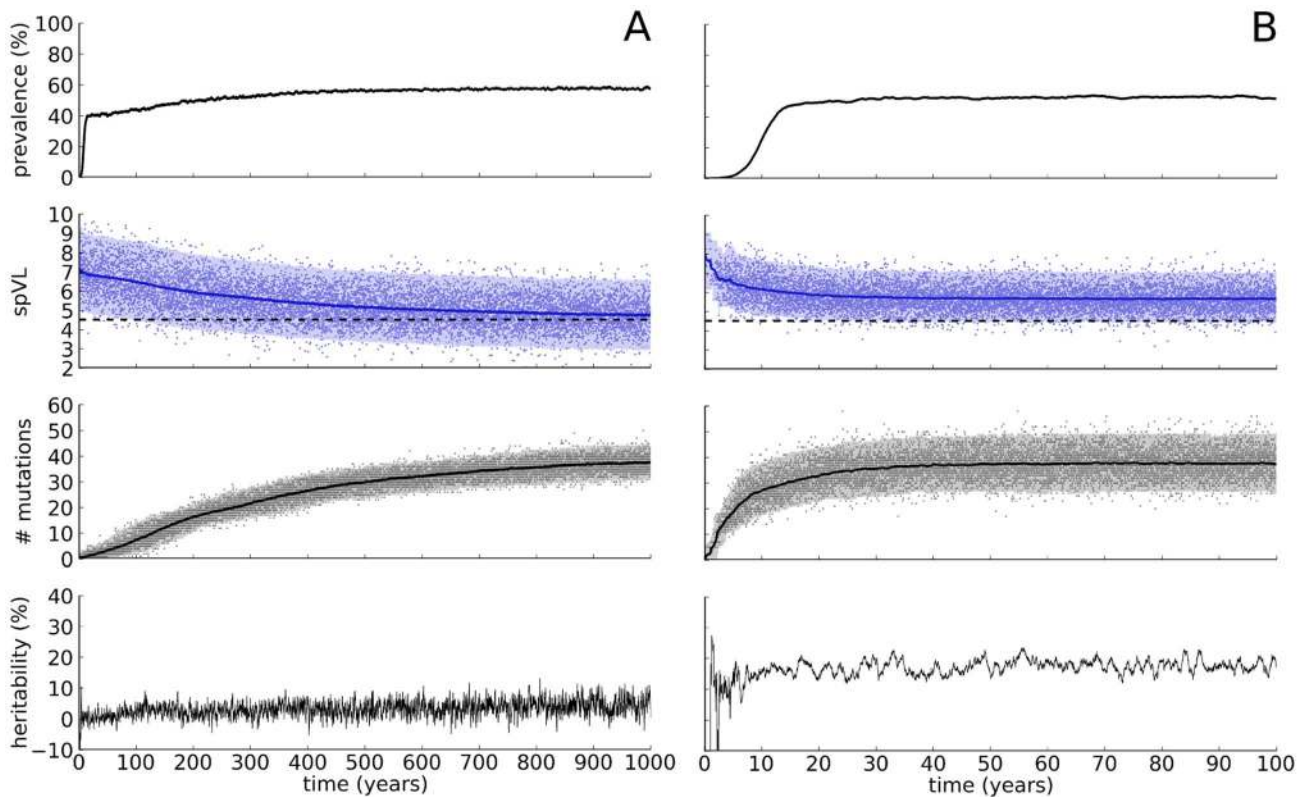 A
prevalence (%)
100
80
60
40
20
0
B
spVL
10
9
8
7
6
5
4
3
2
# mutations
60
50
40
30
20
10
0
heritability (%)
40
30
20
10
0
−10
0 100 200 300 400 500 600 700 800 900 1000
time (years)
0 10 20 30 40 50 60 70 80 90 100
time (years)